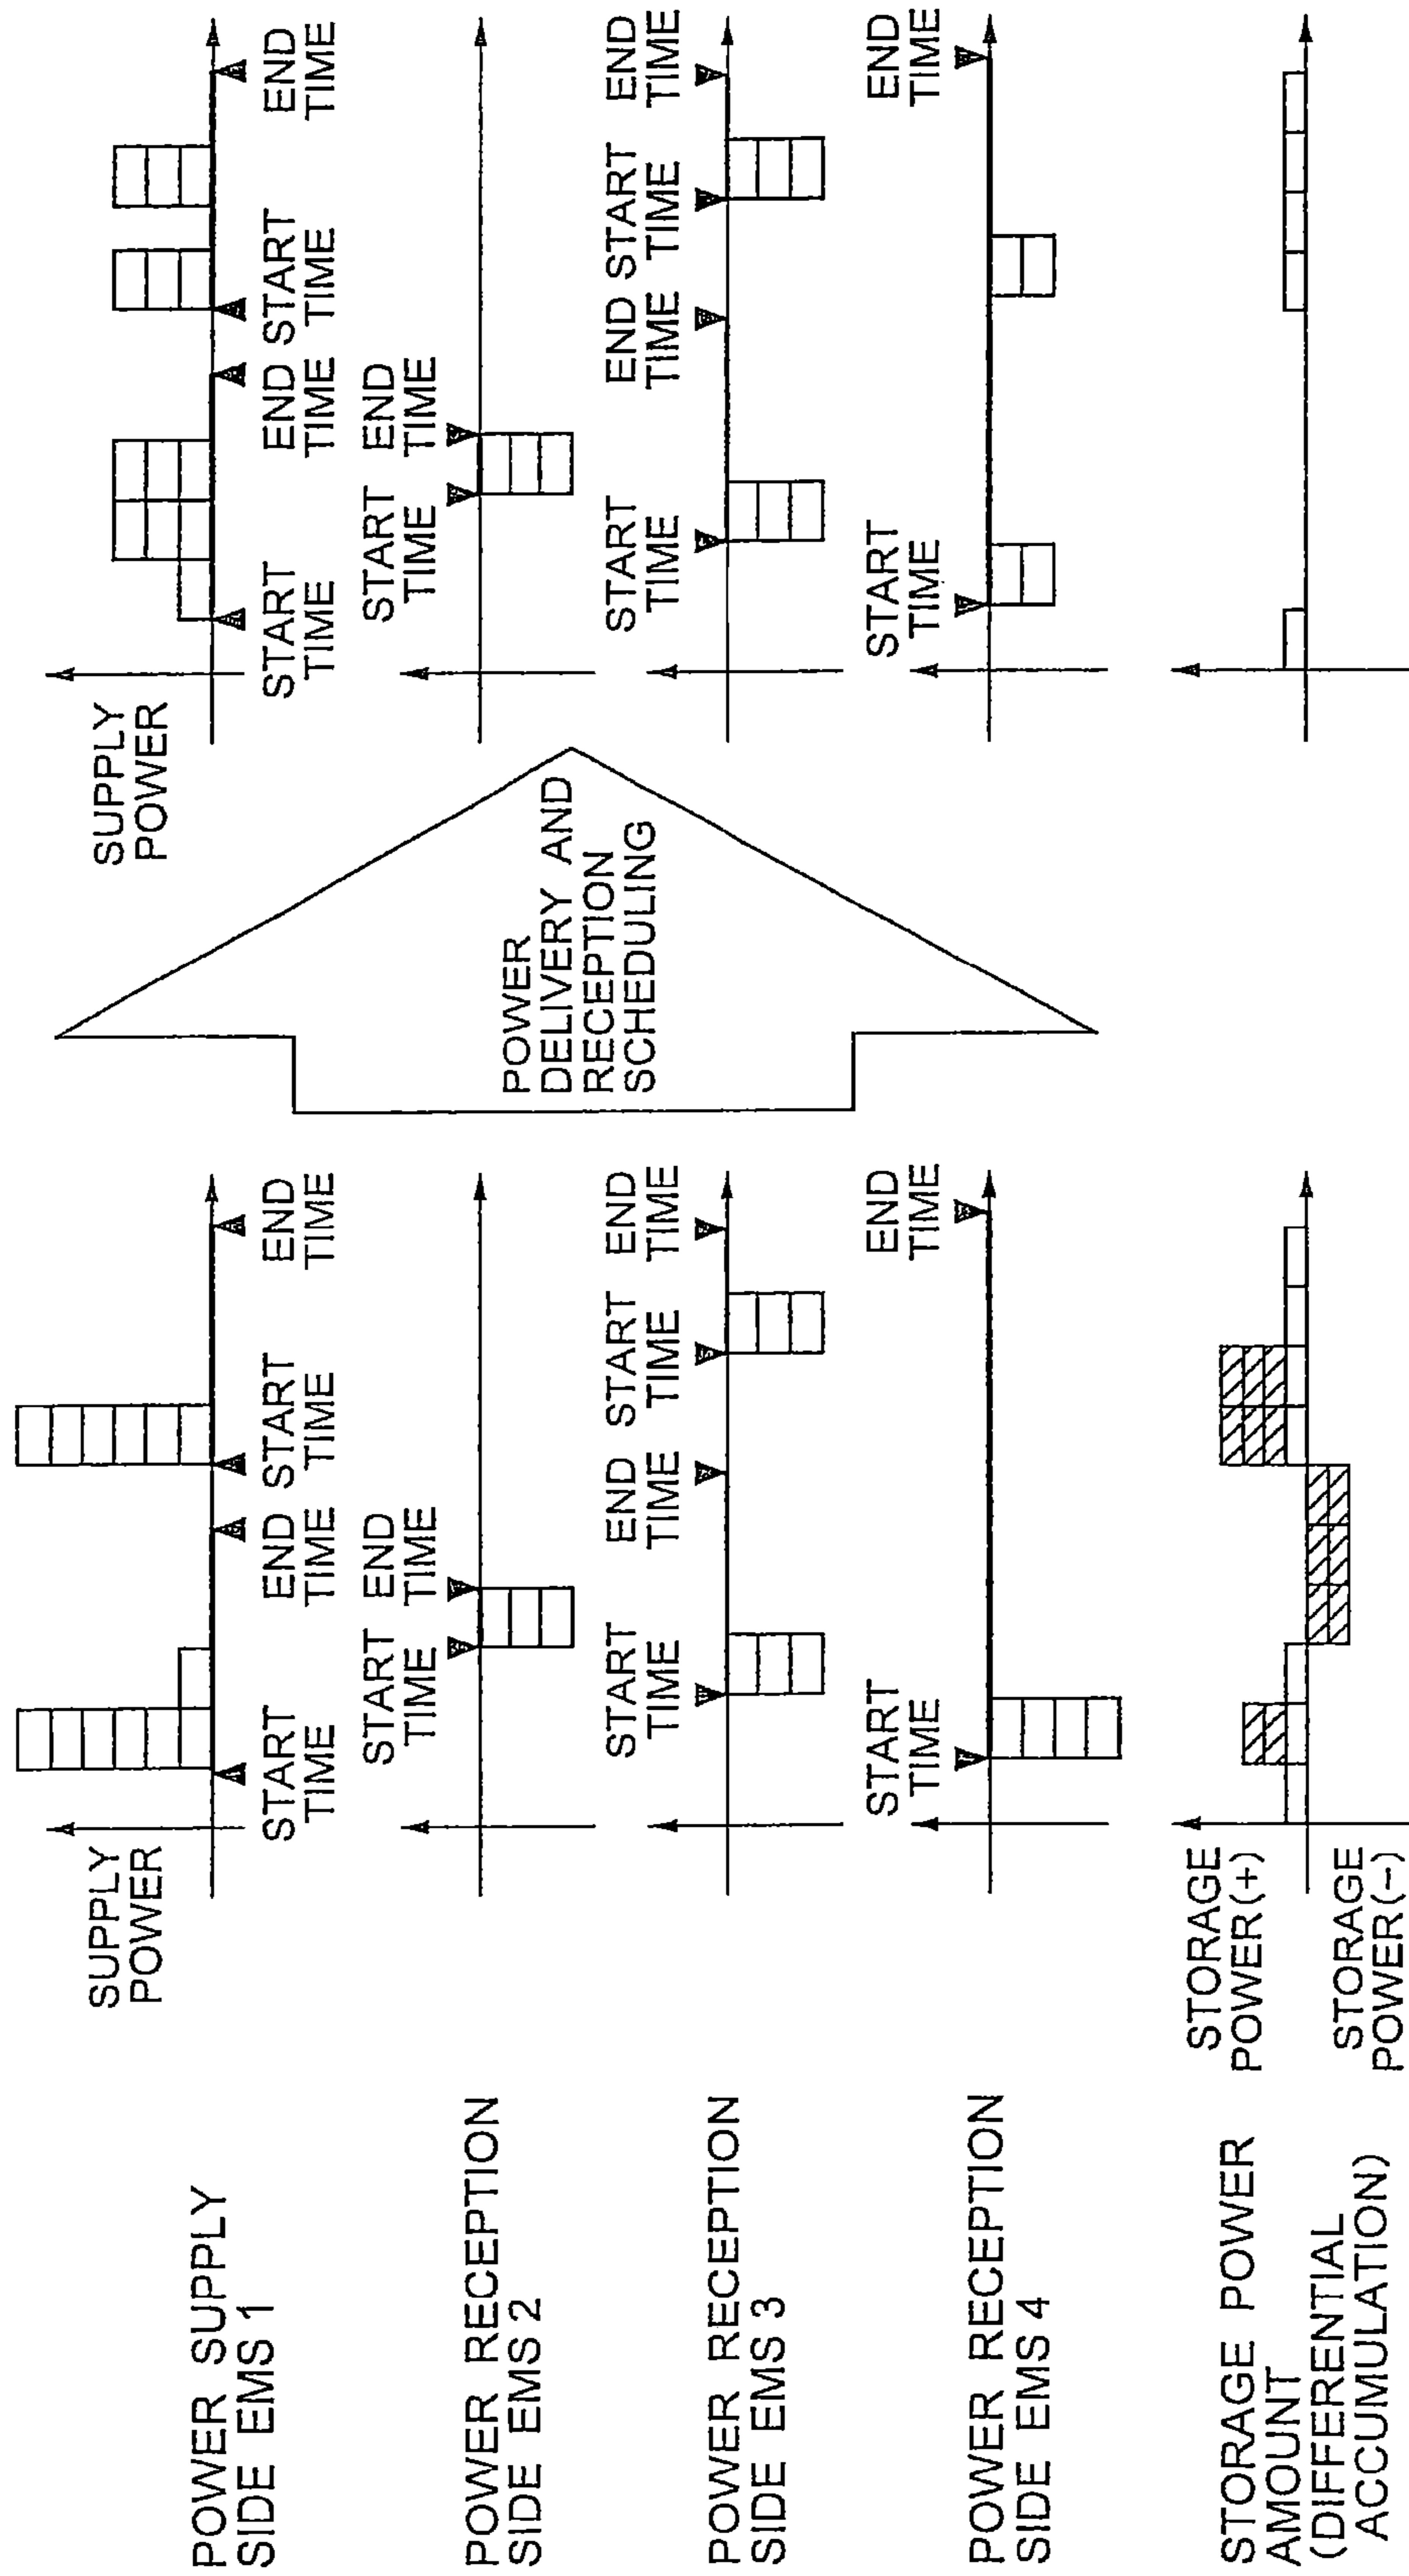 POWER SUPPLY
SIDE EMS 1
SUPPLY
POWER
START
TIME
END
TIME
START
TIME
END
TIME
SUPPLY
POWER
START
TIME
END
TIME
START
TIME
END
TIME
POWER RECEPTION
SIDE EMS 2
START
TIME
END
TIME
START
TIME
END
TIME
POWER
DELIVERY AND
RECEPTION
SCHEDULING
POWER RECEPTION
SIDE EMS 3
START
TIME
END
TIME
START
TIME
END
TIME
START
TIME
END
TIME
START
TIME
END
TIME
POWER RECEPTION
SIDE EMS 4
START
TIME
END
TIME
START
TIME
END
TIME
STORAGE POWER
AMOUNT
(DIFFERENTIAL
ACCUMULATION)
STORAGE
POWER(+)
STORAGE
POWER(−)